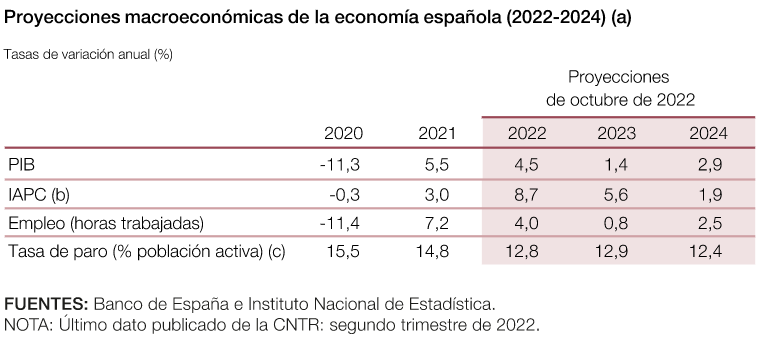 Proyecciones macroeconómicas de la economía española (2022-2024) (a)
Tasas de variación anual (%)
Proyecciones
de octubre de 2022
2020 2021 2022 2023 2024
PIB -11,3 5,5 4,5 1,4 2,9
IAPC (b) -0,3 3,0 8,7 5,6 1,9
Empleo (horas trabajadas) -11,4 7,2 4,0 0,8 2,5
Tasa de paro (% población activa) (c) 15,5 14,8 12,8 12,9 12,4
FUENTES: Banco de España e Instituto Nacional de Estadística.
NOTA: Último dato publicado de la CNTR: segundo trimestre de 2022.